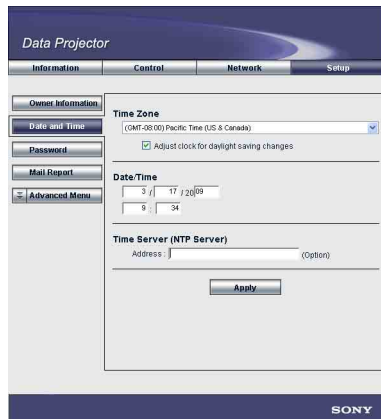 Data Projector
Information Control Network Setup
Owner Information
Date and Time
Password
Mail Report
Advanced Menu
Time Zone
(GMT-08:00) Pacific Time (US & Canada)
Adjust clock for daylight saving changes
Date/Time
3 / 17 / 2009
9 : 34
Time Server (NTP Server)
Address : (Option)
Apply
SONY